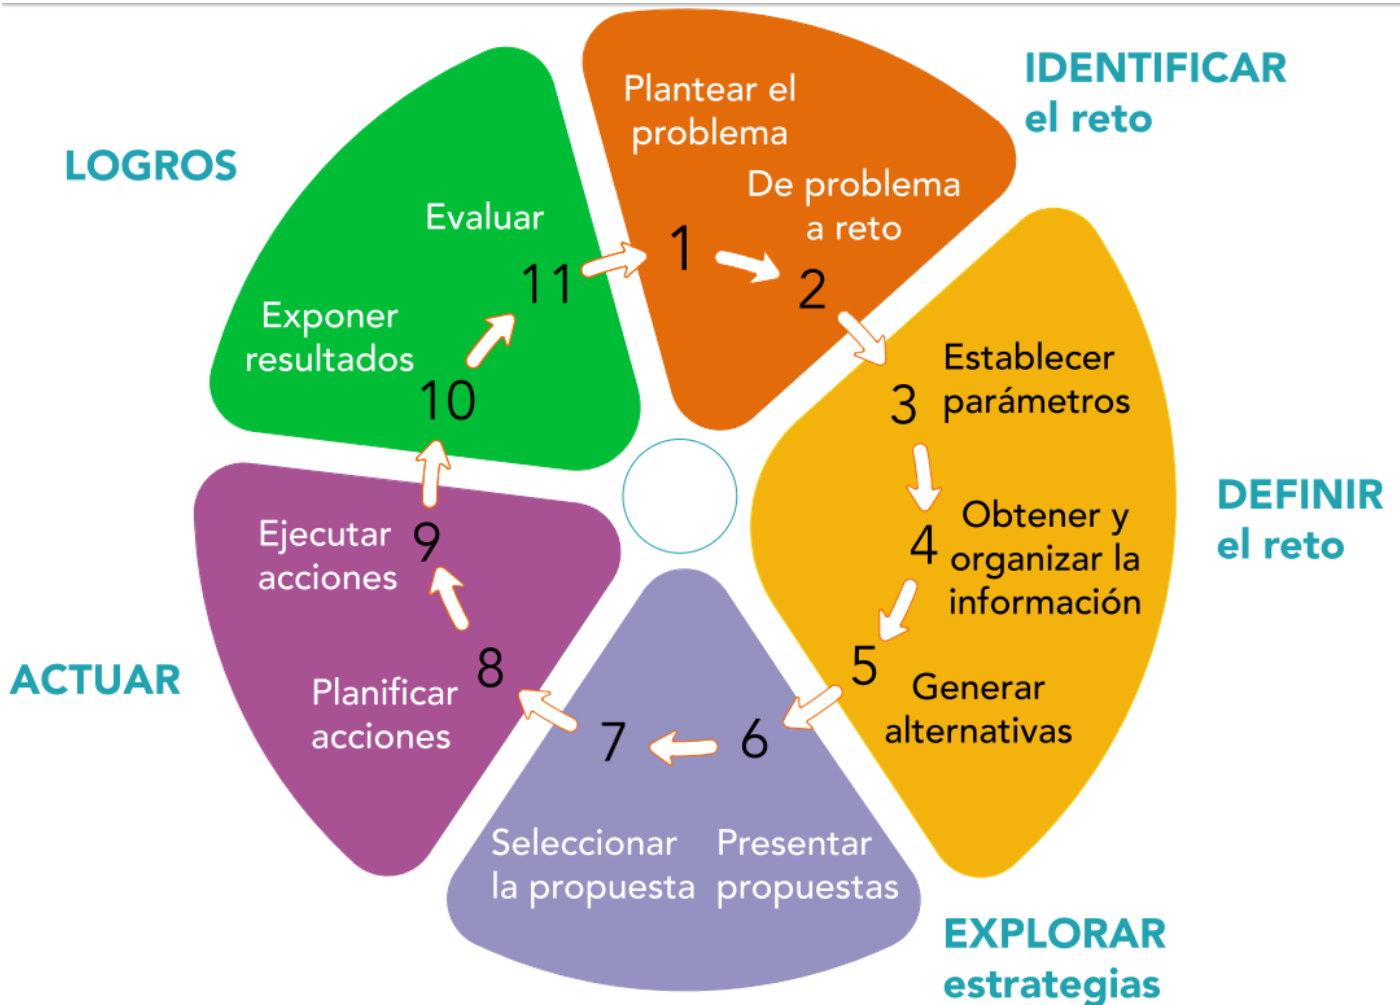 IDENTIFICAR
el reto
Plantear el
problema
De problema
a reto
1
2
DEFINIR
el reto
3
Establecer
parámetros
4
Obtener y
organizar la
información
5
Generar
alternativas
EXPLORAR
estrategias
6
Presentar
propuestas
7
Seleccionar
la propuesta
ACTUAR
8
Planificar
acciones
9
Ejecutar
acciones
LOGROS
10
Exponer
resultados
11
Evaluar